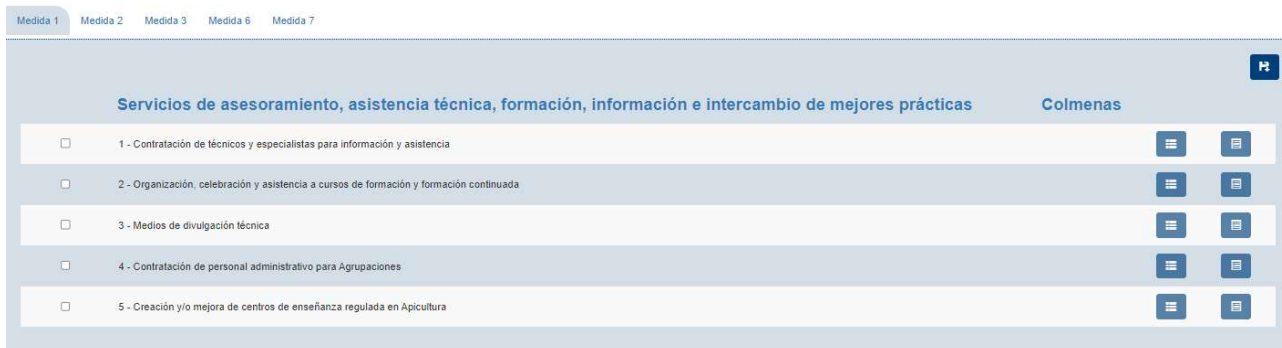 Medida 1 Medida 2 Medida 3 Medida 6 Medida 7
Servicios de asesoramiento, asistencia técnica, formación, información e intercambio de mejores prácticas Colmenas
1 - Contratación de técnicos y especialistas para información y asistencia
2 - Organización, celebración y asistencia a cursos de formación y formación continuada
3 - Medios de divulgación técnica
4 - Contratación de personal administrativo para Agrupaciones
5 - Creación y/o mejora de centros de enseñanza regulada en Apicultura